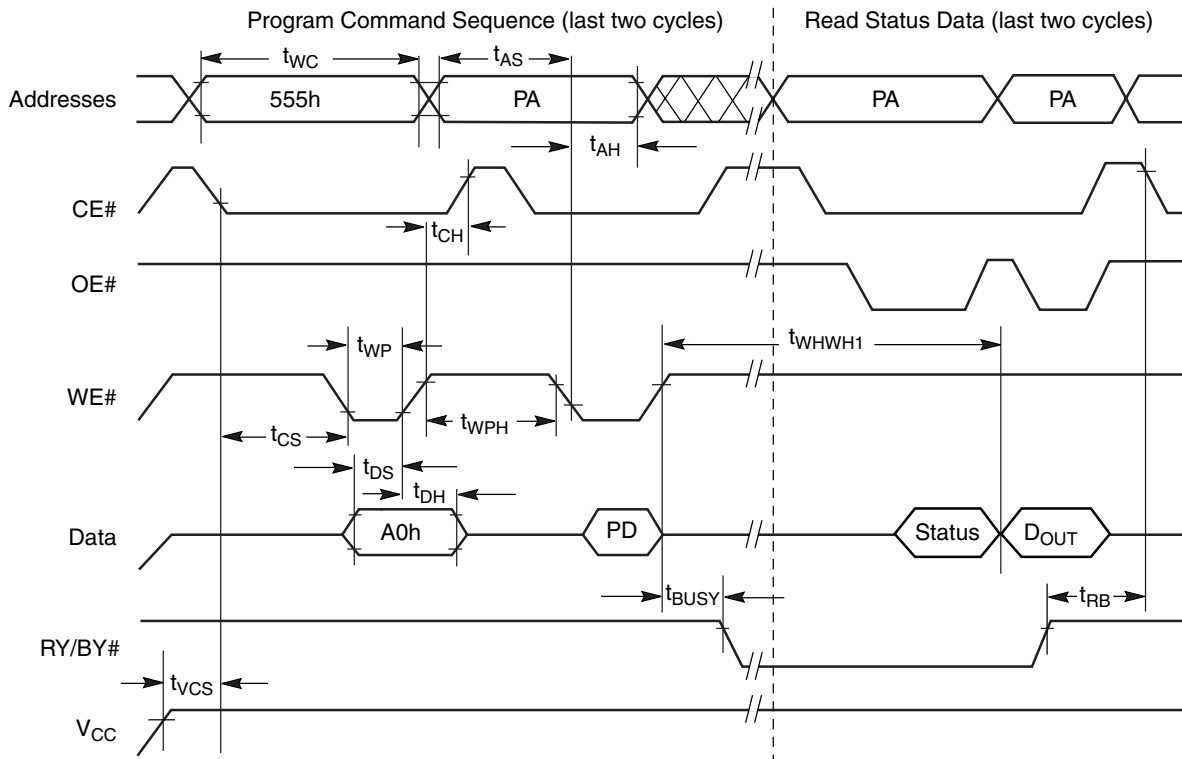 Program Command Sequence (last two cycles) Read Status Data (last two cycles)
tWC tAS
Addresses 555h PA PA PA
tAH
CE#
tCH
OE#
tWP tWHWH1
WE#
tCS tWPH
tDS
tDH
Data A0h PD Status DOUT
tBUSY tRB
RY/BY#
tVCS
VCC